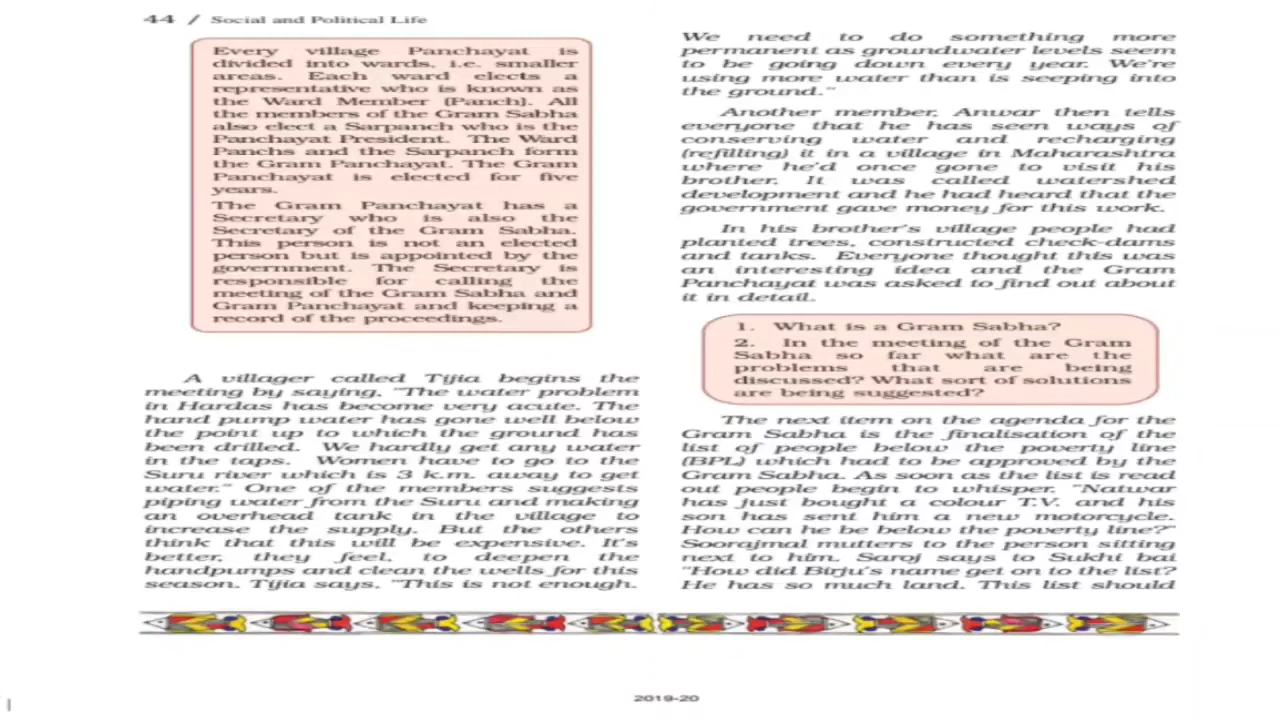 44 / Social and Political Life
Every village Panchayat is
divided into wards, i.e. smaller
areas. Each ward elects a
representative who is known as
the Ward Member (Panch). All
the members of the Gram Sabha
also elect a Sarpanch who is the
Panchayat President. The Ward
Panchs and the Sarpanch form
the Gram Panchayat. The Gram
Panchayat is elected for five
years.
The Gram Panchayat has a
Secretary who is also the
Secretary of the Gram Sabha.
This person is not an elected
person but is appointed by the
government. The Secretary is
responsible for calling the
meeting of the Gram Sabha and
Gram Panchayat and keeping a
record of the proceedings.
A villager called Tijia begins the
meeting by saying, "The water problem
in Hardas has become very acute. The
hand pump water has gone well below
the point up to which the ground has
been drilled. We hardly get any water
in the taps. Women have to go to the
Suru river which is 3 k.m. away to get
water." One of the members suggests
piping water from the Suru and making
an overhead tank in the village to
increase the supply. But the others
think that this will be expensive. It's
better, they feel, to deepen the
handpumps and clean the wells for this
season. Tijia says, "This is not enough.
We need to do something more
permanent as groundwater levels seem
to be going down every year. We're
using more water than is seeping into
the ground."
Another member, Anwar then tells
everyone that he has seen ways of
conserving water and recharging
(refilling) it in a village in Maharashtra
where he'd once gone to visit his
brother. It was called watershed
development and he had heard that the
government gave money for this work.
In his brother's village people had
planted trees, constructed check-dams
and tanks. Everyone thought this was
an interesting idea and the Gram
Panchayat was asked to find out about
it in detail.
1. What is a Gram Sabha?
2. In the meeting of the Gram
Sabha so far what are the
problems that are being
discussed? What sort of solutions
are being suggested?
The next item on the agenda for the
Gram Sabha is the finalisation of the
list of people below the poverty line
(BPL) which had to be approved by the
Gram Sabha. As soon as the list is read
out people begin to whisper. "Natwar
has just bought a colour T.V. and his
son has sent him a new motorcycle.
How can he be below the poverty line?"
Soorajmal mutters to the person sitting
next to him. Saroj says to Sukhi bai
"How did Birju's name get on to the list?
He has so much land. This list should
2019-20